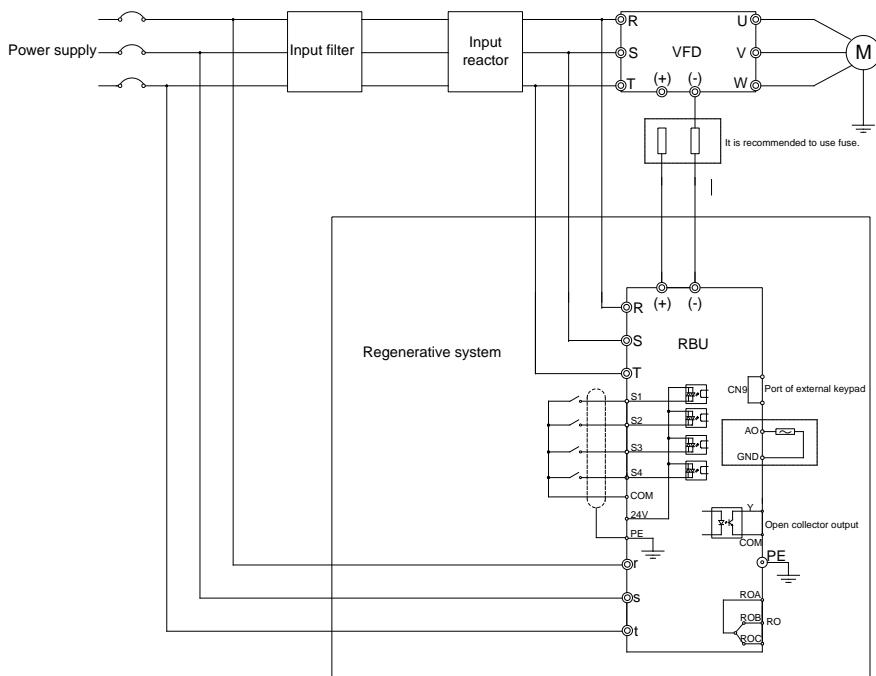 Power supply
Input filter
Input
reactor
R
S
T
VFD
(+) (-)
U
V
W
M
It is recommended to use fuse.
Regenerative system
(+) (-)
R
S
T
RBU
S1
S2
S3
S4
COM
24V
PE
r
s
t
CN9
Port of external keypad
AO
GND
Y
Open collector output
COM
PE
ROA
ROB
RO
ROC